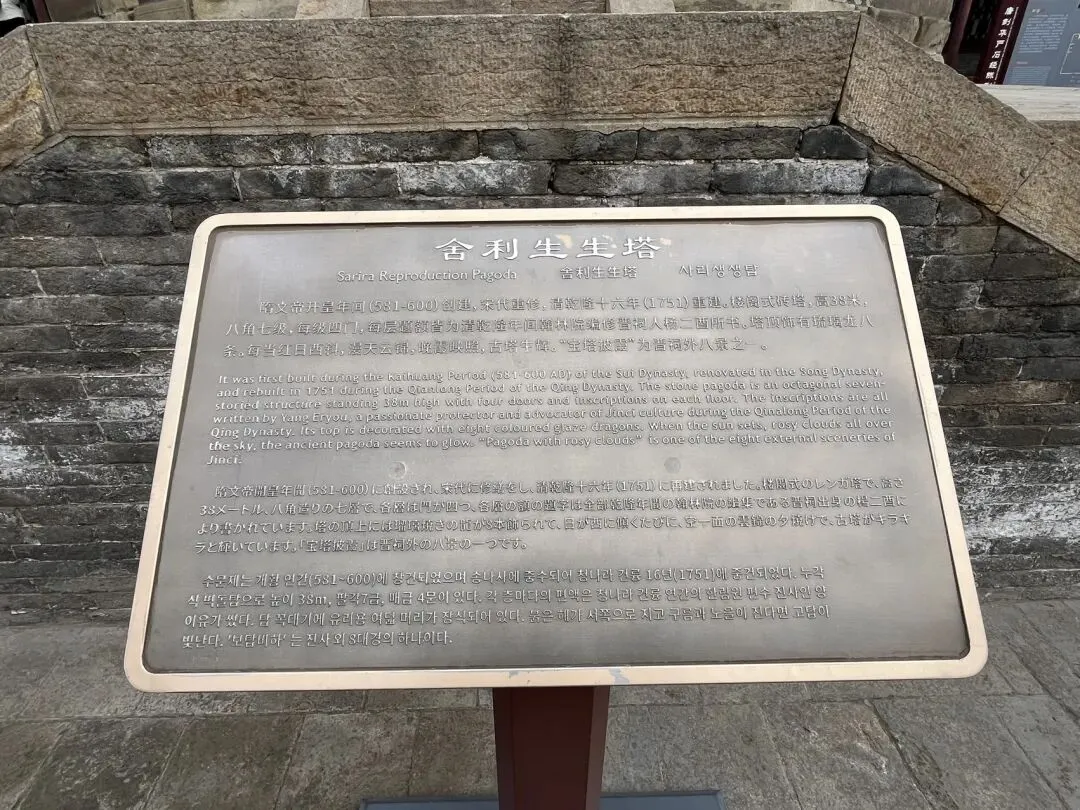 舍利生生塔
Sarira Reproduction Pagoda 舍利生生塔 사리생생탑
隋文帝开皇年间(581-600)创建,宋代重修,清乾隆十六年(1751)重建。楼阁式砖塔,高38米,
八角七级,每级四门,每层匾额皆为清乾隆年间翰林院编修晋祠人杨二酉所书。塔顶饰有琉璃龙八
条。每当红日西斜,漫天云锦,晚霞映照,古塔生辉。“宝塔披霞”为晋祠外八景之一。
It was first built during the Kaihuang Period (581-600 AD) of the Sui Dynasty, renovated in the Song Dynasty,
and rebuilt in 1751 during the Qianlong Period of the Qing Dynasty. The stone pagoda is an octagonal seven-
storied structure standing 38m high with four doors and inscriptions on each floor. The inscriptions are all
written by Yang Eryou, a passionate protector and advocator of Jinci culture during the Qinalong Period of the
Qing Dynasty. Its top is decorated with eight coloured glaze dragons. When the sun sets, rosy clouds all over
the sky, the ancient pagoda seems to glow. “Pagoda with rosy clouds” is one of the eight external sceneries of
Jinci.
隋文帝開皇年間(581-600)に創設され、宋代に修繕をし、清乾隆十六年(1751)に再建されました。楼閣式のレンガ塔で、高さ
38メートル、八角造りの七層で、各層は門が四つ。各層の額の題字は全部乾隆年間の翰林院の編集である晋祠出身の楊二酉に
より書かれています。塔の頂上には瑠璃焼きの竜が8本飾られて、日が西に傾くたびに、空一面の雲錦の夕焼けで、古塔がキラキ
ラと輝いています。「宝塔披霞」は晋祠外の八景の一つです。
수문제는 개황 연간(581~600)에 창건되었으며 송나시에 중수되어 청나라 건륭 16년(1751)에 중건되었다. 누각
식 벽돌탑으로 높이 38m, 팔각7급, 매급 4문이 있다. 각 층마다의 편액은 청나라 건륭 연간의 한림원 편수 진사인 양
이유가 썼다. 탑 꼭대기에 유리용 여덟 마리가 장식되어 있다. 붉은 해가 서쪽으로 지고 구름과 노을이 진다면 고탑이
빛난다. '보탑비하' 는 진사 외 8대경의 하나이다.